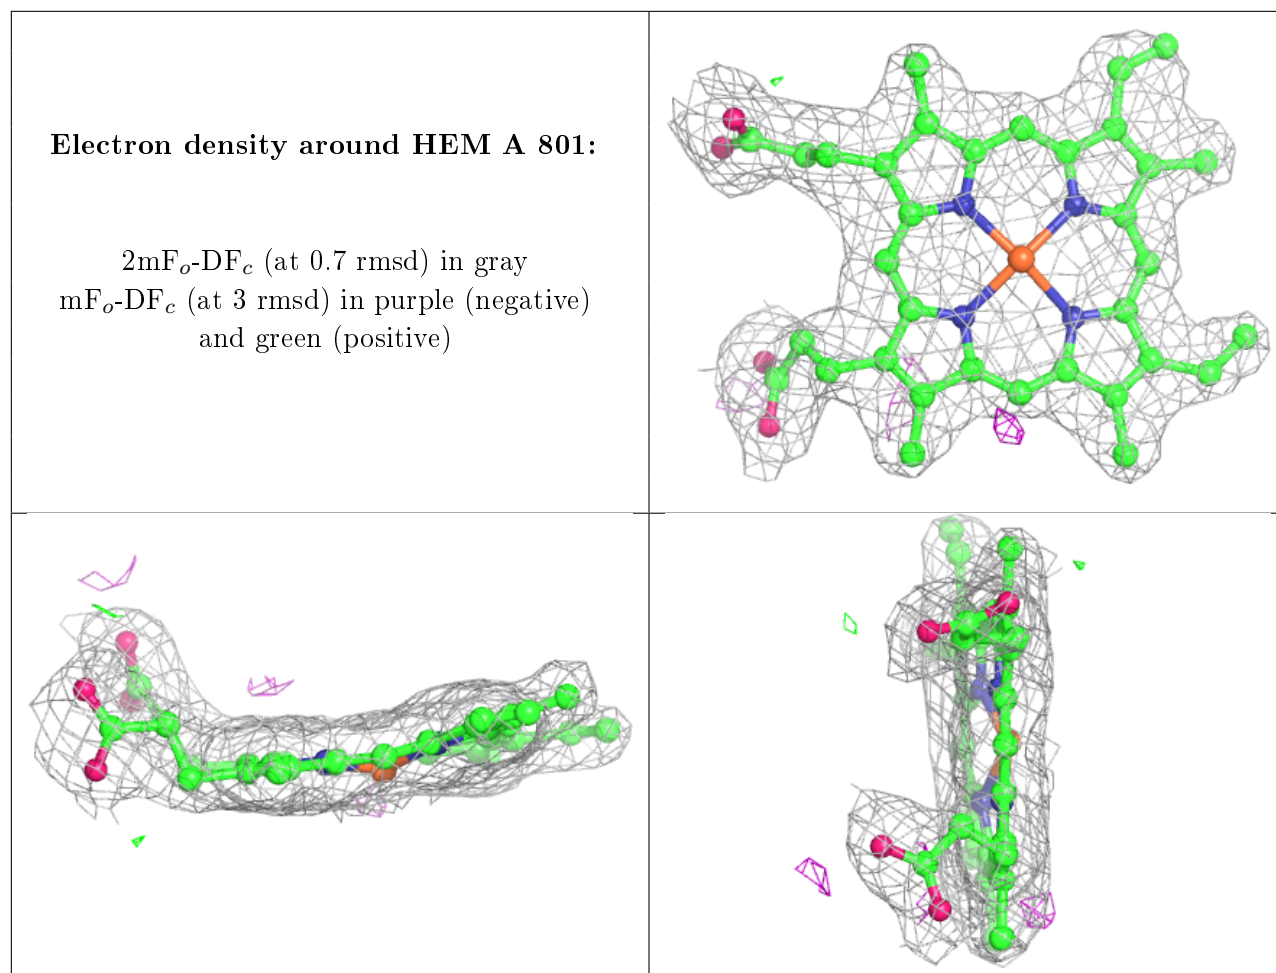 Electron density around HEM A 801:
2mFₒ-DF𝒸 (at 0.7 rmsd) in gray
mFₒ-DF𝒸 (at 3 rmsd) in purple (negative)
and green (positive)